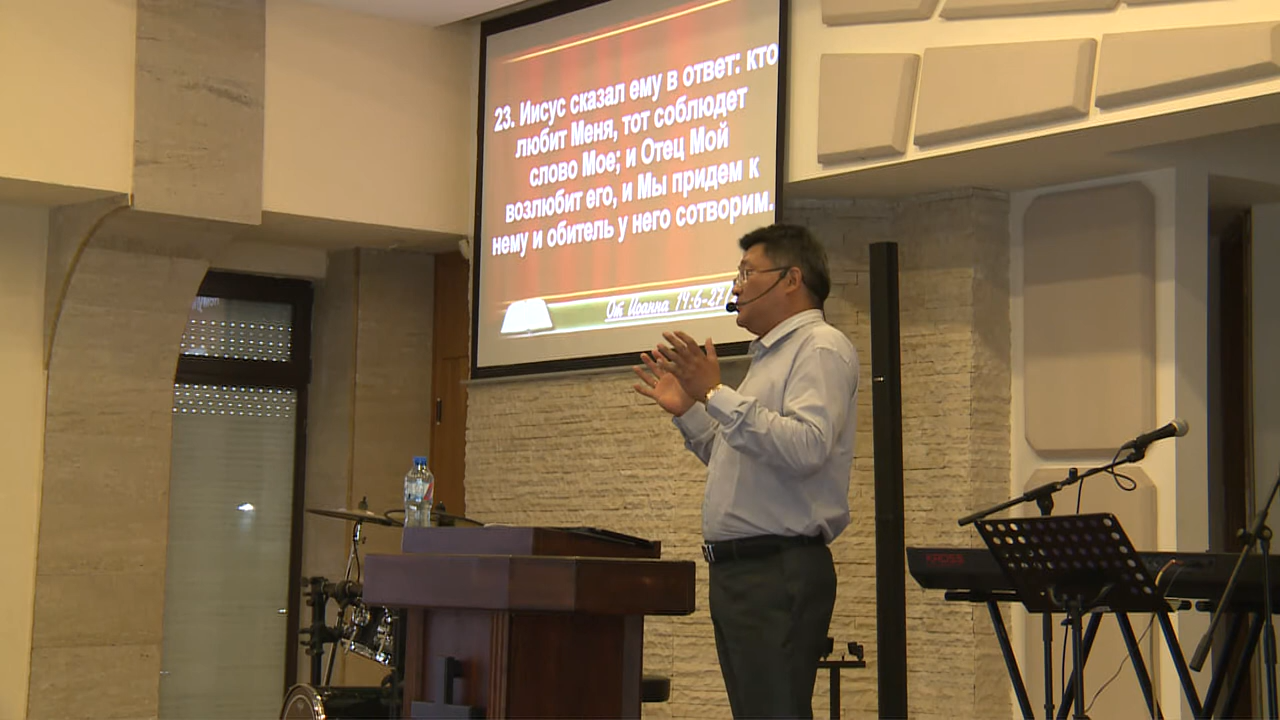 23. Иисус сказал ему в ответ: кто
любит Меня, тот соблюдет
слово Мое; и Отец Мой
возлюбит его, и Мы придем к
нему и обитель у него сотворим.
От Иоанна 14:6-27